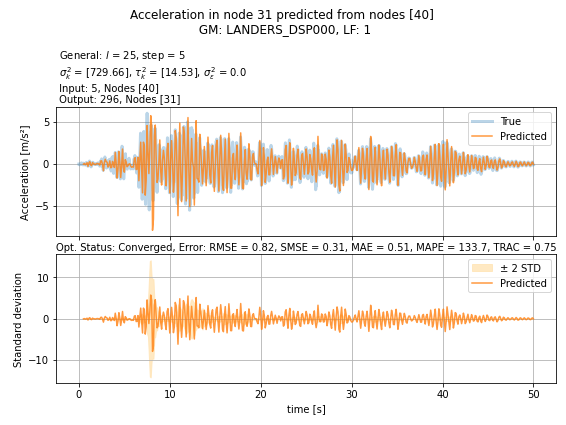 Acceleration in node 31 predicted from nodes [40]
GM: LANDERS_DSP000, LF: 1
General: l = 25, step = 5
σ²ₖ = [729.66], τ²ₖ = [14.53], σ²ε = 0.0
Input: 5, Nodes [40]
Output: 296, Nodes [31]
Acceleration [m/s²]
5
0
−5
True
Predicted
Opt. Status: Converged, Error: RMSE = 0.82, SMSE = 0.31, MAE = 0.51, MAPE = 133.7, TRAC = 0.75
Standard deviation
10
0
−10
± 2 STD
Predicted
0 10 20 30 40 50
time [s]